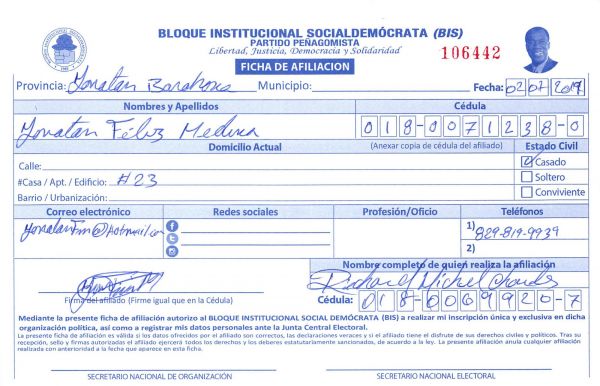 BLOQUE INSTITUCIONAL SOCIALDEMÓCRATA (BIS)
PARTIDO PEÑAGOMISTA
Libertad, Justicia, Democracia y Solidaridad
106442
FICHA DE AFILIACION
Provincia: Yonatan Barahona Municipio: Fecha: 02/07/2017
Nombres y Apellidos Cédula
Yonatan Féliz Medina 018-0071238-0
Domicilio Actual (Anexar copia de cédula del afiliado) Estado Civil
Calle: Casado
#Casa / Apt. / Edificio: #23 Soltero
Barrio / Urbanización: Conviviente
Correo electrónico Redes sociales Profesión/Oficio Teléfonos
YonatanFm@hotmail.com 1) 829-819-9939
2)
Nombre completo de quien realiza la afiliación
Richard Michel
Firma del afiliado (Firme igual que en la Cédula) Cédula: 018-0069920-7
Mediante la presente ficha de afiliación autorizo al BLOQUE INSTITUCIONAL SOCIAL DEMÓCRATA (BIS) a realizar mi inscripción única y exclusiva en dicha
organización política, así como a registrar mis datos personales ante la Junta Central Electoral.
La presente ficha de afiliación es válida si los datos ofrecidos por el afiliado son correctos, las declaraciones veraces y si el afiliado tiene el disfrute de sus derechos civiles y políticos. Tras su
recepción, sello y firmas autorizadas el afiliado ejercerá todos los derechos y los deberes estatutariamente sancionados, de acuerdo a la ley. La presente afiliación anula cualquier afiliación
realizada con anterioridad a la fecha que aparece en esta ficha.
SECRETARIO NACIONAL DE ORGANIZACIÓN SECRETARIO NACIONAL ELECTORAL